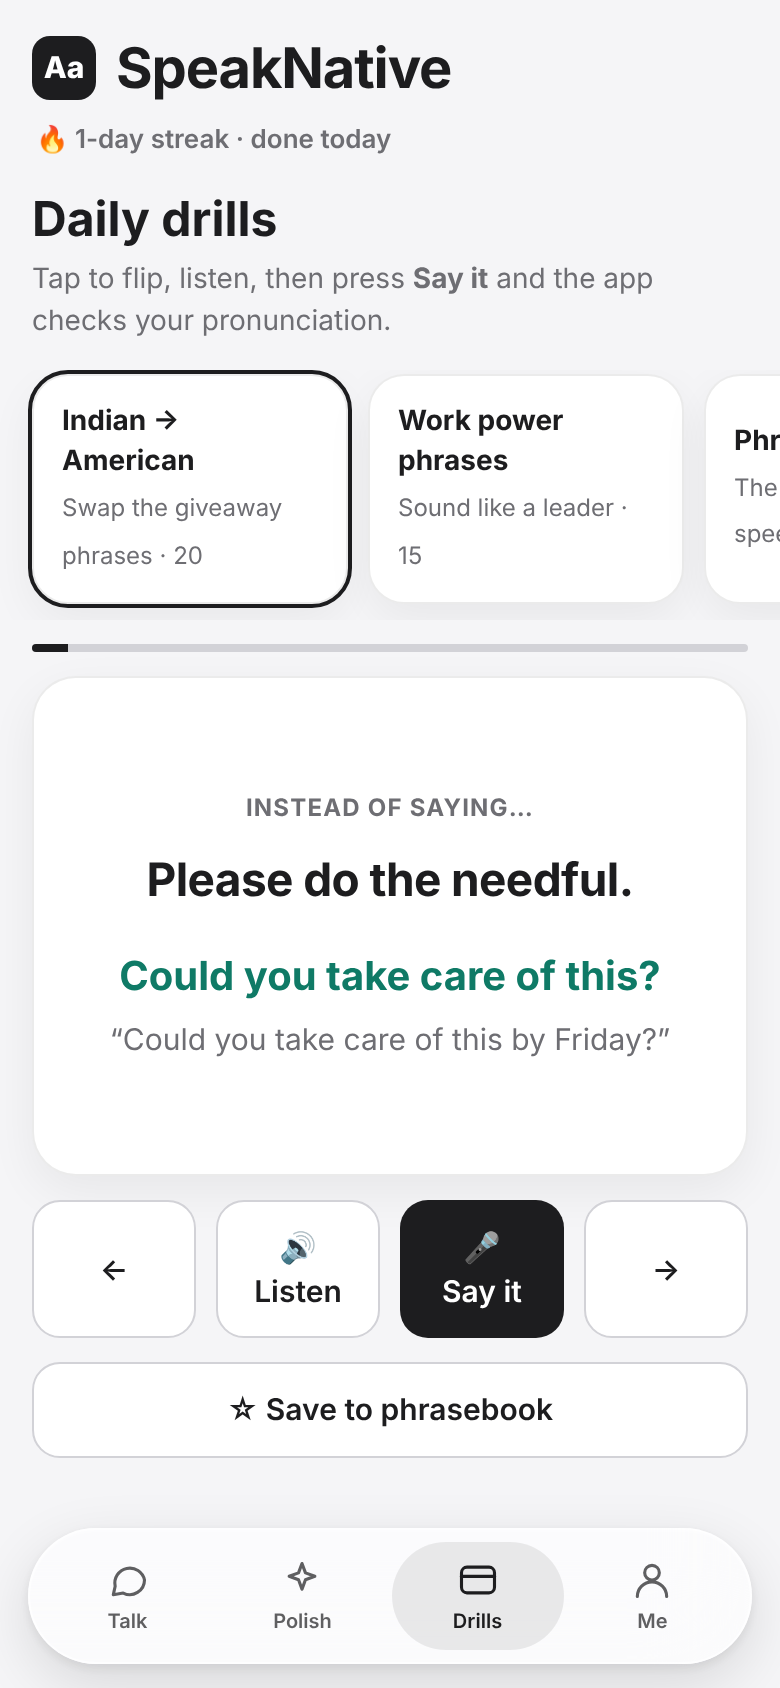 Aa SpeakNative
🔥 1-day streak · done today
Daily drills
Tap to flip, listen, then press Say it and the app
checks your pronunciation.
Indian →
American
Swap the giveaway
phrases · 20
Work power
phrases
Sound like a leader ·
15
Phr
The
spee
INSTEAD OF SAYING...
Please do the needful.
Could you take care of this?
“Could you take care of this by Friday?”
←
🔊
Listen
🎤
Say it
→
☆ Save to phrasebook
Talk
Polish
Drills
Me